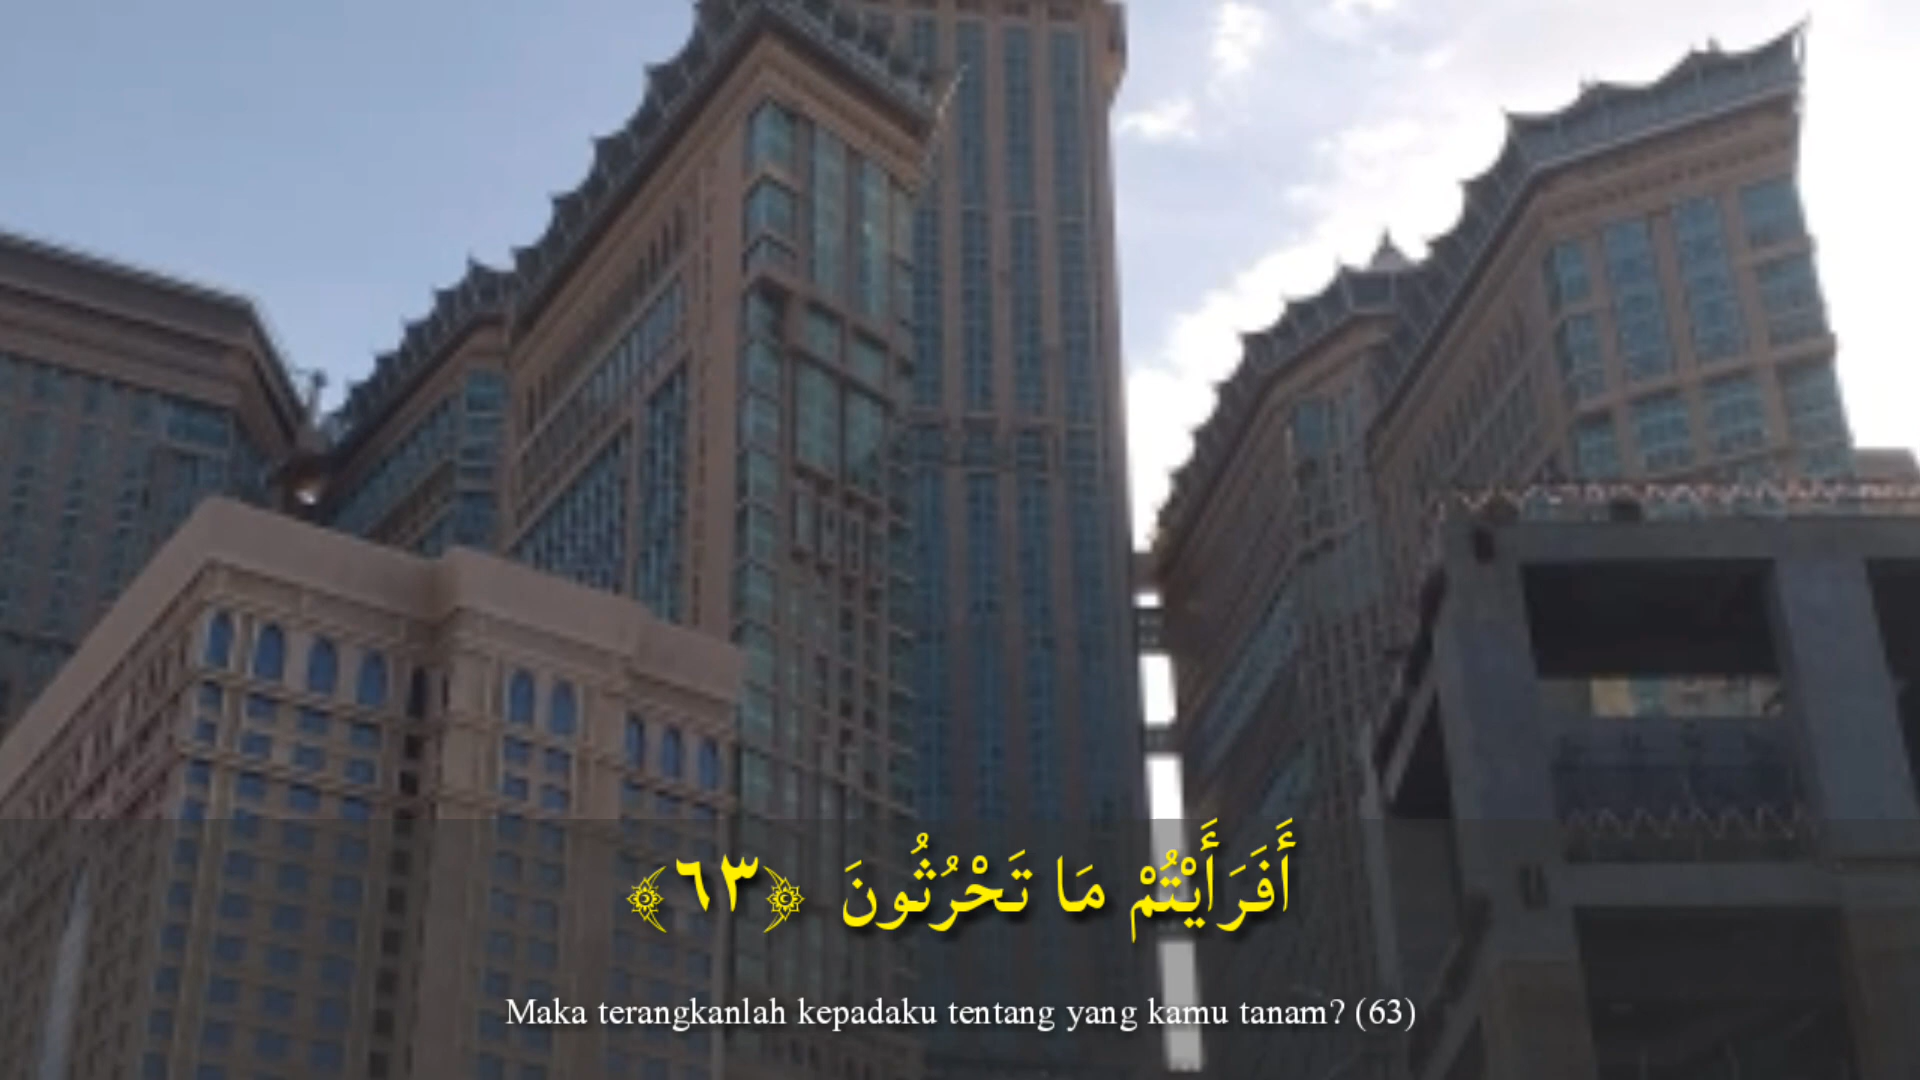 أَفَرَأَيْتُمْ مَا تَحْرُثُونَ ﴿٦٣﴾
Maka terangkanlah kepadaku tentang yang kamu tanam? (63)